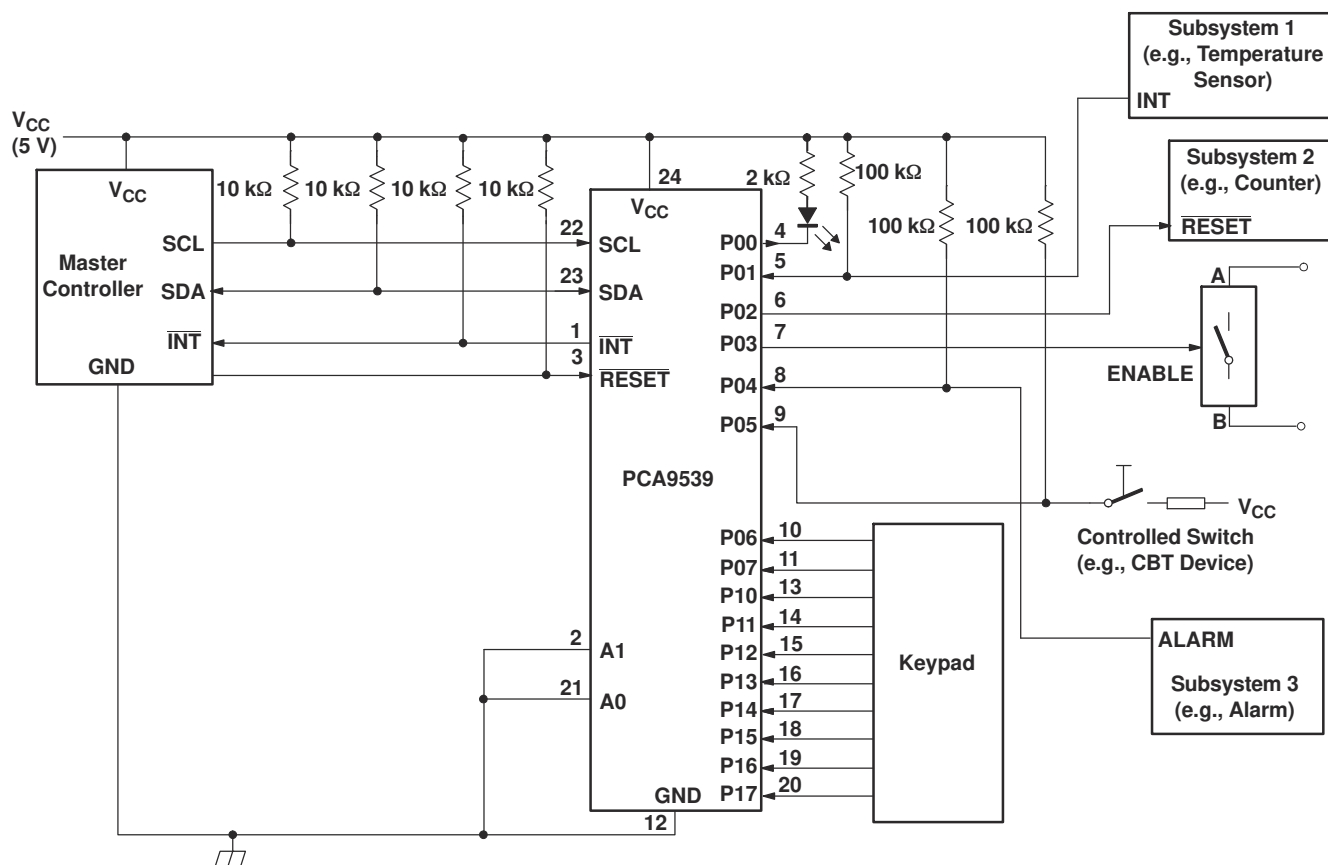 Subsystem 1
(e.g., Temperature
Sensor)
INT
VCC
(5 V)
Subsystem 2
(e.g., Counter)
RESET
VCC
10 kΩ
10 kΩ
10 kΩ
10 kΩ
24
VCC
2 kΩ
100 kΩ
100 kΩ
100 kΩ
Master
Controller
SCL
SDA
INT
GND
22
SCL
23
SDA
1
INT
3
RESET
P00
4
P01
5
P02
6
P03
7
P04
8
P05
9
A
ENABLE
B
PCA9539
VCC
Controlled Switch
(e.g., CBT Device)
P06
10
P07
11
P10
13
P11
14
P12
15
P13
16
P14
17
P15
18
P16
19
P17
20
Keypad
2
A1
21
A0
GND
12
ALARM
Subsystem 3
(e.g., Alarm)